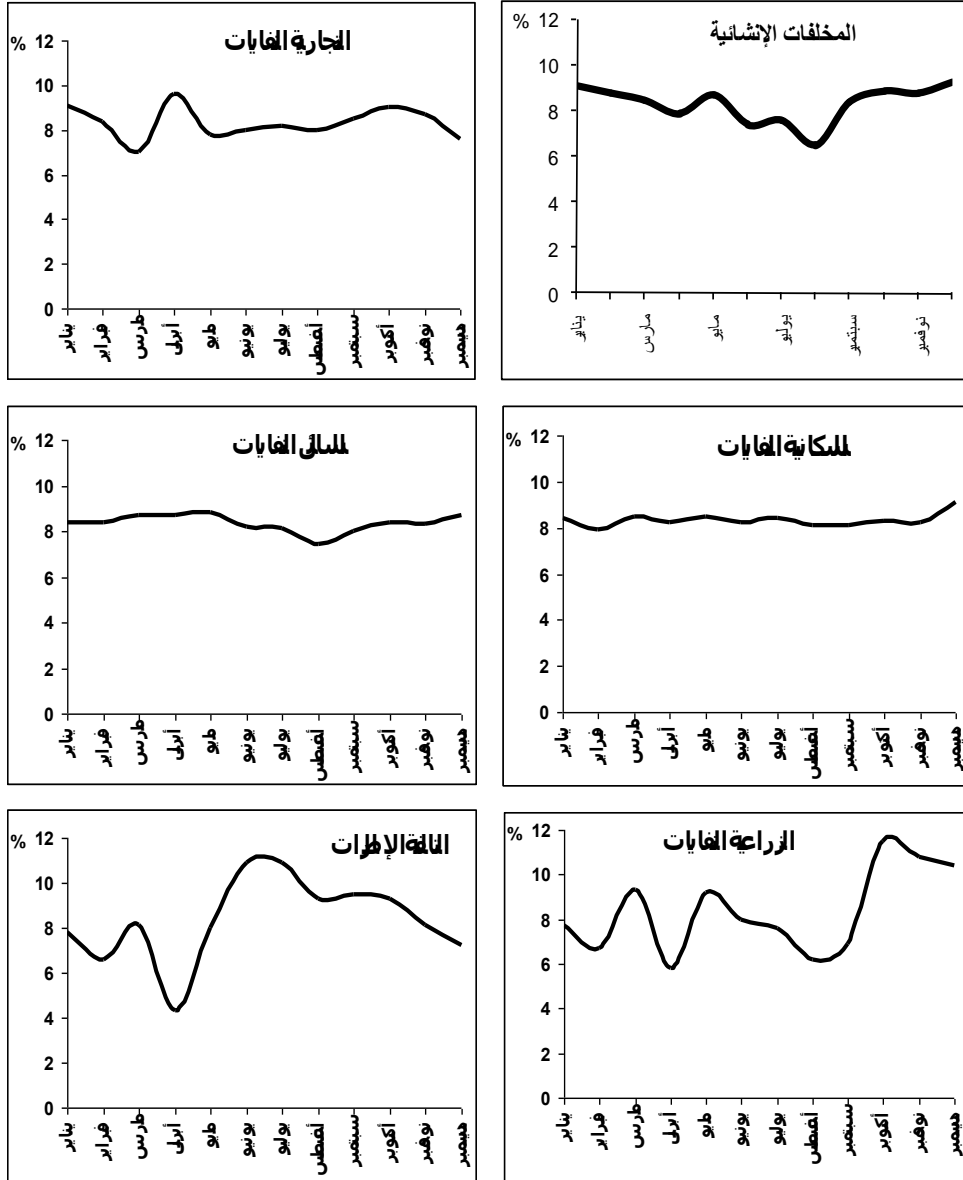 % المخلفات الإنشائية
12
10
8
6
4
2
0
يناير
مارس
مايو
يوليو
سبتمبر
نوفمبر
% التجارية النفايات
12
10
8
6
4
2
0
يناير
فبراير
مارس
أبريل
مايو
يونيو
يوليو
أغسطس
سبتمبر
أكتوبر
نوفمبر
ديسمبر
% السكانية النفايات
12
10
8
6
4
2
0
يناير
فبراير
مارس
أبريل
مايو
يونيو
يوليو
أغسطس
سبتمبر
أكتوبر
نوفمبر
ديسمبر
% النفايات
12
10
8
6
4
2
0
يناير
فبراير
مارس
أبريل
مايو
يونيو
يوليو
أغسطس
سبتمبر
أكتوبر
نوفمبر
ديسمبر
% الزراعية النفايات
12
10
8
6
4
2
0
يناير
فبراير
مارس
أبريل
مايو
يونيو
يوليو
أغسطس
سبتمبر
أكتوبر
نوفمبر
ديسمبر
% التالفة الإطارات
12
10
8
6
4
2
0
يناير
فبراير
مارس
أبريل
مايو
يونيو
يوليو
أغسطس
سبتمبر
أكتوبر
نوفمبر
ديسمبر